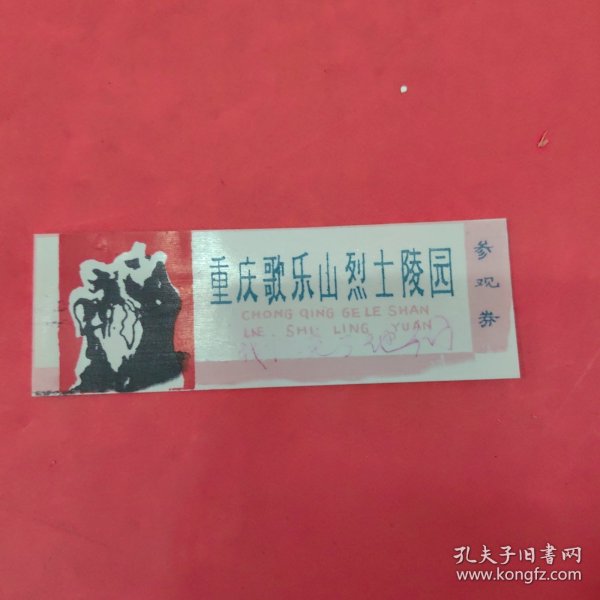 重庆歌乐山烈士陵园
CHONG QING GE LE SHAN
LIE SHI LING YUAN
参观券
孔夫子旧书网
www.kongfz.com